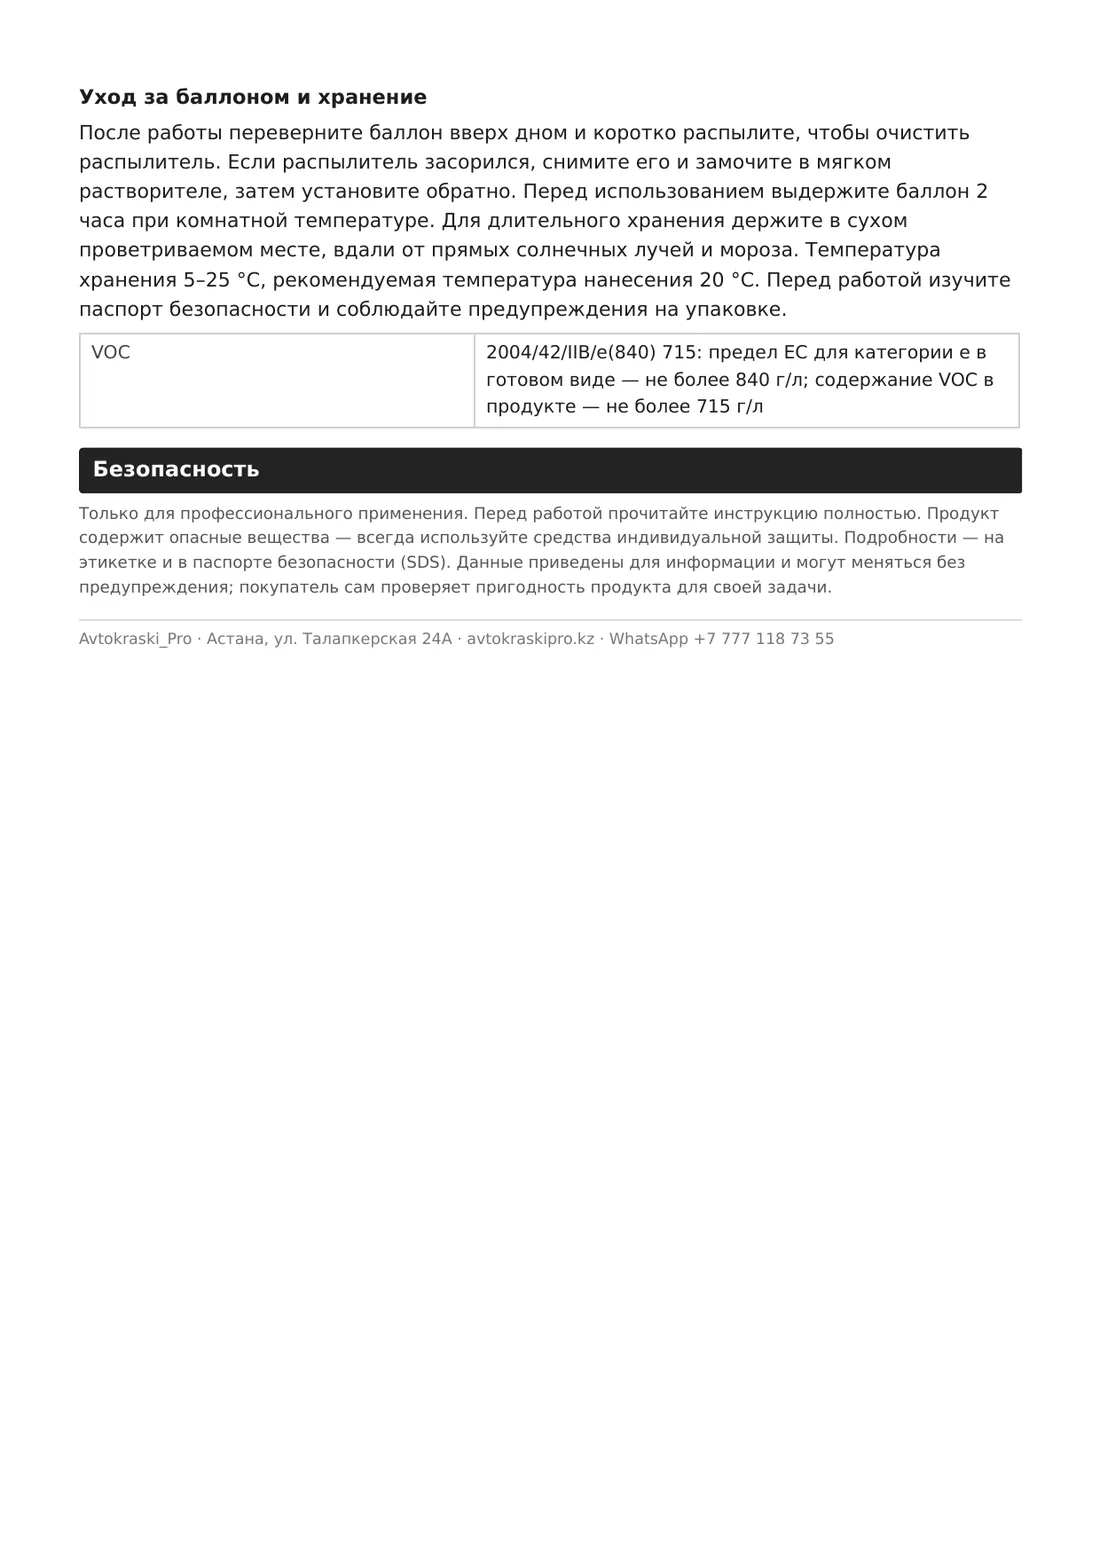 Уход за баллоном и хранение
После работы переверните баллон вверх дном и коротко распылите, чтобы очистить
распылитель. Если распылитель засорился, снимите его и замочите в мягком
растворителе, затем установите обратно. Перед использованием выдержите баллон 2
часа при комнатной температуре. Для длительного хранения держите в сухом
проветриваемом месте, вдали от прямых солнечных лучей и мороза. Температура
хранения 5–25 °C, рекомендуемая температура нанесения 20 °C. Перед работой изучите
паспорт безопасности и соблюдайте предупреждения на упаковке.
VOC
2004/42/IIB/e(840) 715: предел ЕС для категории e в
готовом виде — не более 840 г/л; содержание VOC в
продукте — не более 715 г/л
Безопасность
Только для профессионального применения. Перед работой прочитайте инструкцию полностью. Продукт
содержит опасные вещества — всегда используйте средства индивидуальной защиты. Подробности — на
этикетке и в паспорте безопасности (SDS). Данные приведены для информации и могут меняться без
предупреждения; покупатель сам проверяет пригодность продукта для своей задачи.
Avtokraski_Pro · Астана, ул. Талапкерская 24А · avtokraskipro.kz · WhatsApp +7 777 118 73 55